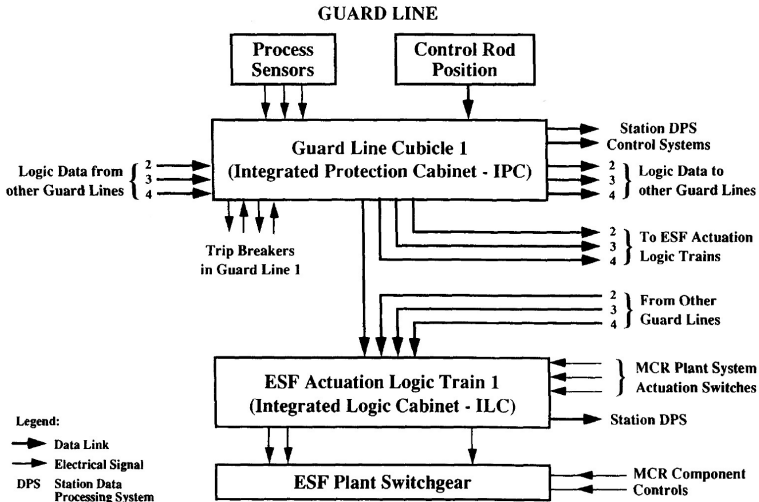 GUARD LINE
Process
Sensors
Control Rod
Position
Guard Line Cubicle 1
(Integrated Protection Cabinet - IPC)
Station DPS
Control Systems
Logic Data from
other Guard Lines
2
3
4
2
3
4
Logic Data to
other Guard Lines
Trip Breakers
in Guard Line 1
2
3
4
To ESF Actuation
Logic Trains
2
3
4
From Other
Guard Lines
ESF Actuation Logic Train 1
(Integrated Logic Cabinet - ILC)
MCR Plant System
Actuation Switches
Station DPS
Legend:
Data Link
Electrical Signal
DPS Station Data
Processing System
ESF Plant Switchgear
MCR Component
Controls